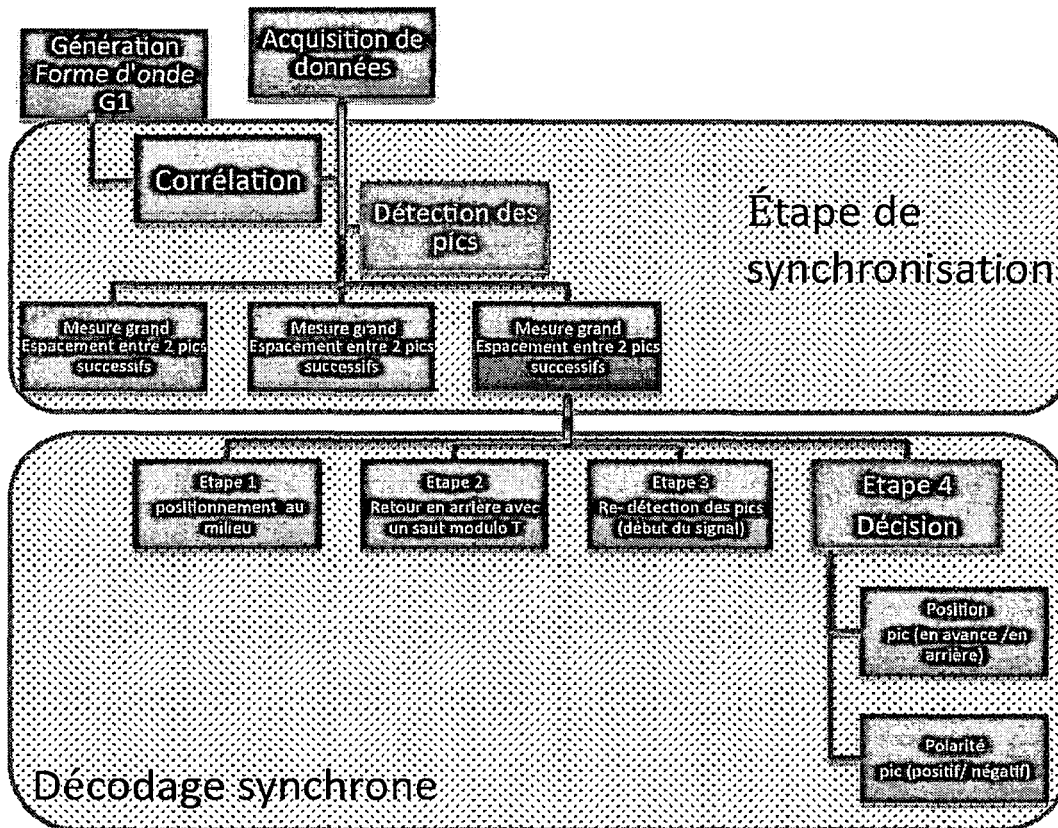 Génération
Forme d'onde
G1
Acquisition de
données
Corrélation
Détection des
pics
Étape de
synchronisation
Mesure grand
Espacement entre 2 pics
successifs
Mesure grand
Espacement entre 2 pics
successifs
Mesure grand
Espacement entre 2 pics
successifs
Etape 1
positionnement au
milieu
Etape 2
Retour en arrière avec
un saut modulo T
Etape 3
Re- détection des pics
(début du signal)
Etape 4
Décision
Position
pic (en avance /en
arrière)
Polarité
pic (positif/ négatif)
Décodage synchrone